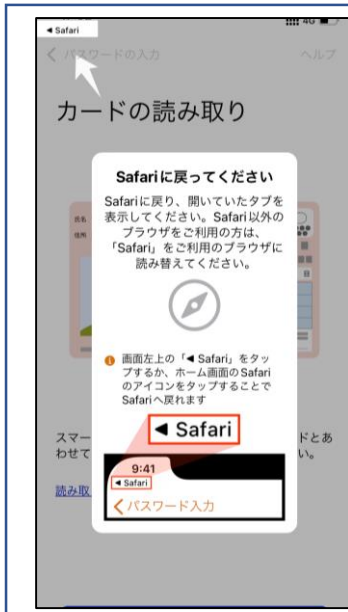 ◀ Safari
4G
く パスワードの入力
ヘルプ
カードの読み取り
Safariに戻ってください
Safariに戻り、開いていたタブを
表示してください。Safari以外の
ブラウザをご利用の方は、
「Safari」をご利用のブラウザに
読み替えてください。
氏名
住所
画面左上の「◀ Safari」をタッ
プするか、ホーム画面のSafari
のアイコンをタップすることで
Safariへ戻れます
◀ Safari
スマー
ドとあ
わせて
い。
9:41
◀ Safari
読み取
く パスワード入力